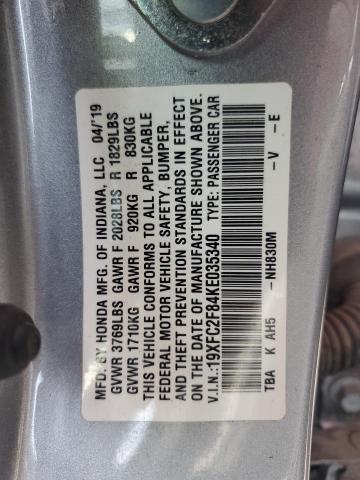 MFD. BY HONDA MFG. OF INDIANA, LLC 04/'19
GVWR 3769LBS GAWR F 2028LBS R 1829LBS
GVWR 1710KG GAWR F 920KG R 830KG
THIS VEHICLE CONFORMS TO ALL APPLICABLE
FEDERAL MOTOR VEHICLE SAFETY, BUMPER,
AND THEFT PREVENTION STANDARDS IN EFFECT
ON THE DATE OF MANUFACTURE SHOWN ABOVE.
V.I.N.:19XFC2F84KE035340 TYPE: PASSENGER CAR
TBA K AH5 -NH830M -V -E